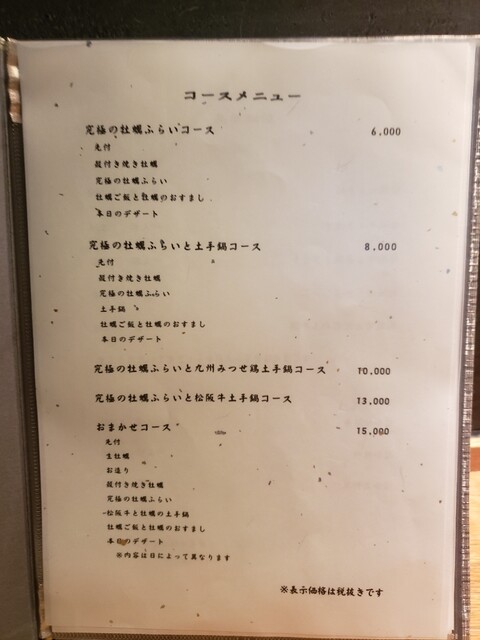 コースメニュー
究極の牡蠣ふらいコース 6,000
先付
殻付き焼き牡蠣
究極の牡蠣ふらい
牡蠣ご飯と牡蠣のおすまし
本日のデザート
究極の牡蠣ふらいと土手鍋コース 8,000
先付
殻付き焼き牡蠣
究極の牡蠣ふらい
土手鍋
牡蠣ご飯と牡蠣のおすまし
本日のデザート
究極の牡蠣ふらいと九州みつせ鶏土手鍋コース 10,000
究極の牡蠣ふらいと松阪牛土手鍋コース 13,000
おまかせコース 15,000
先付
生牡蠣
お造り
殻付き焼き牡蠣
究極の牡蠣ふらい
松阪牛と牡蠣の土手鍋
牡蠣ご飯と牡蠣のおすまし
本日のデザート
※内容は日によって異なります
※表示価格は税抜きです